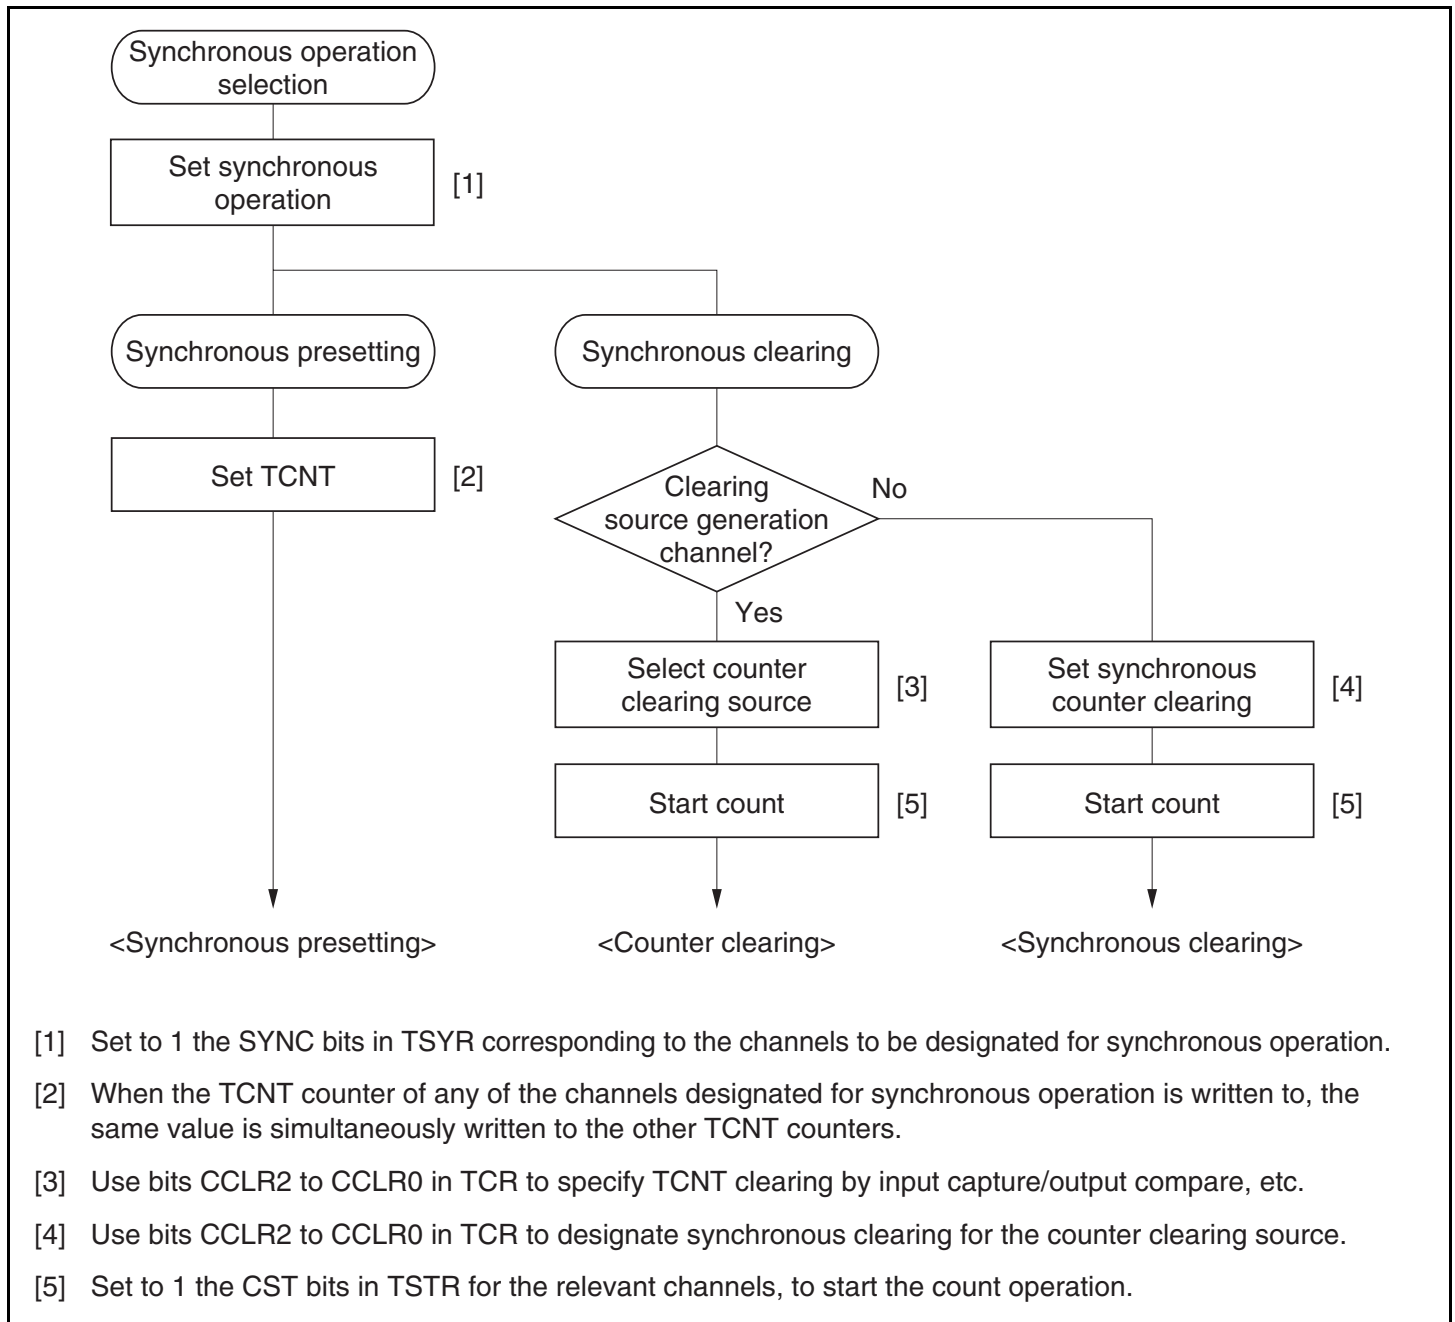 Synchronous operation
selection
Set synchronous
operation
[1]
Synchronous presetting
Synchronous clearing
Set TCNT
[2]
Clearing
source generation
channel?
No
Yes
Select counter
clearing source
[3]
Set synchronous
counter clearing
[4]
Start count
[5]
Start count
[5]
<Synchronous presetting>
<Counter clearing>
<Synchronous clearing>
[1] Set to 1 the SYNC bits in TSYR corresponding to the channels to be designated for synchronous operation.
[2] When the TCNT counter of any of the channels designated for synchronous operation is written to, the
same value is simultaneously written to the other TCNT counters.
[3] Use bits CCLR2 to CCLR0 in TCR to specify TCNT clearing by input capture/output compare, etc.
[4] Use bits CCLR2 to CCLR0 in TCR to designate synchronous clearing for the counter clearing source.
[5] Set to 1 the CST bits in TSTR for the relevant channels, to start the count operation.